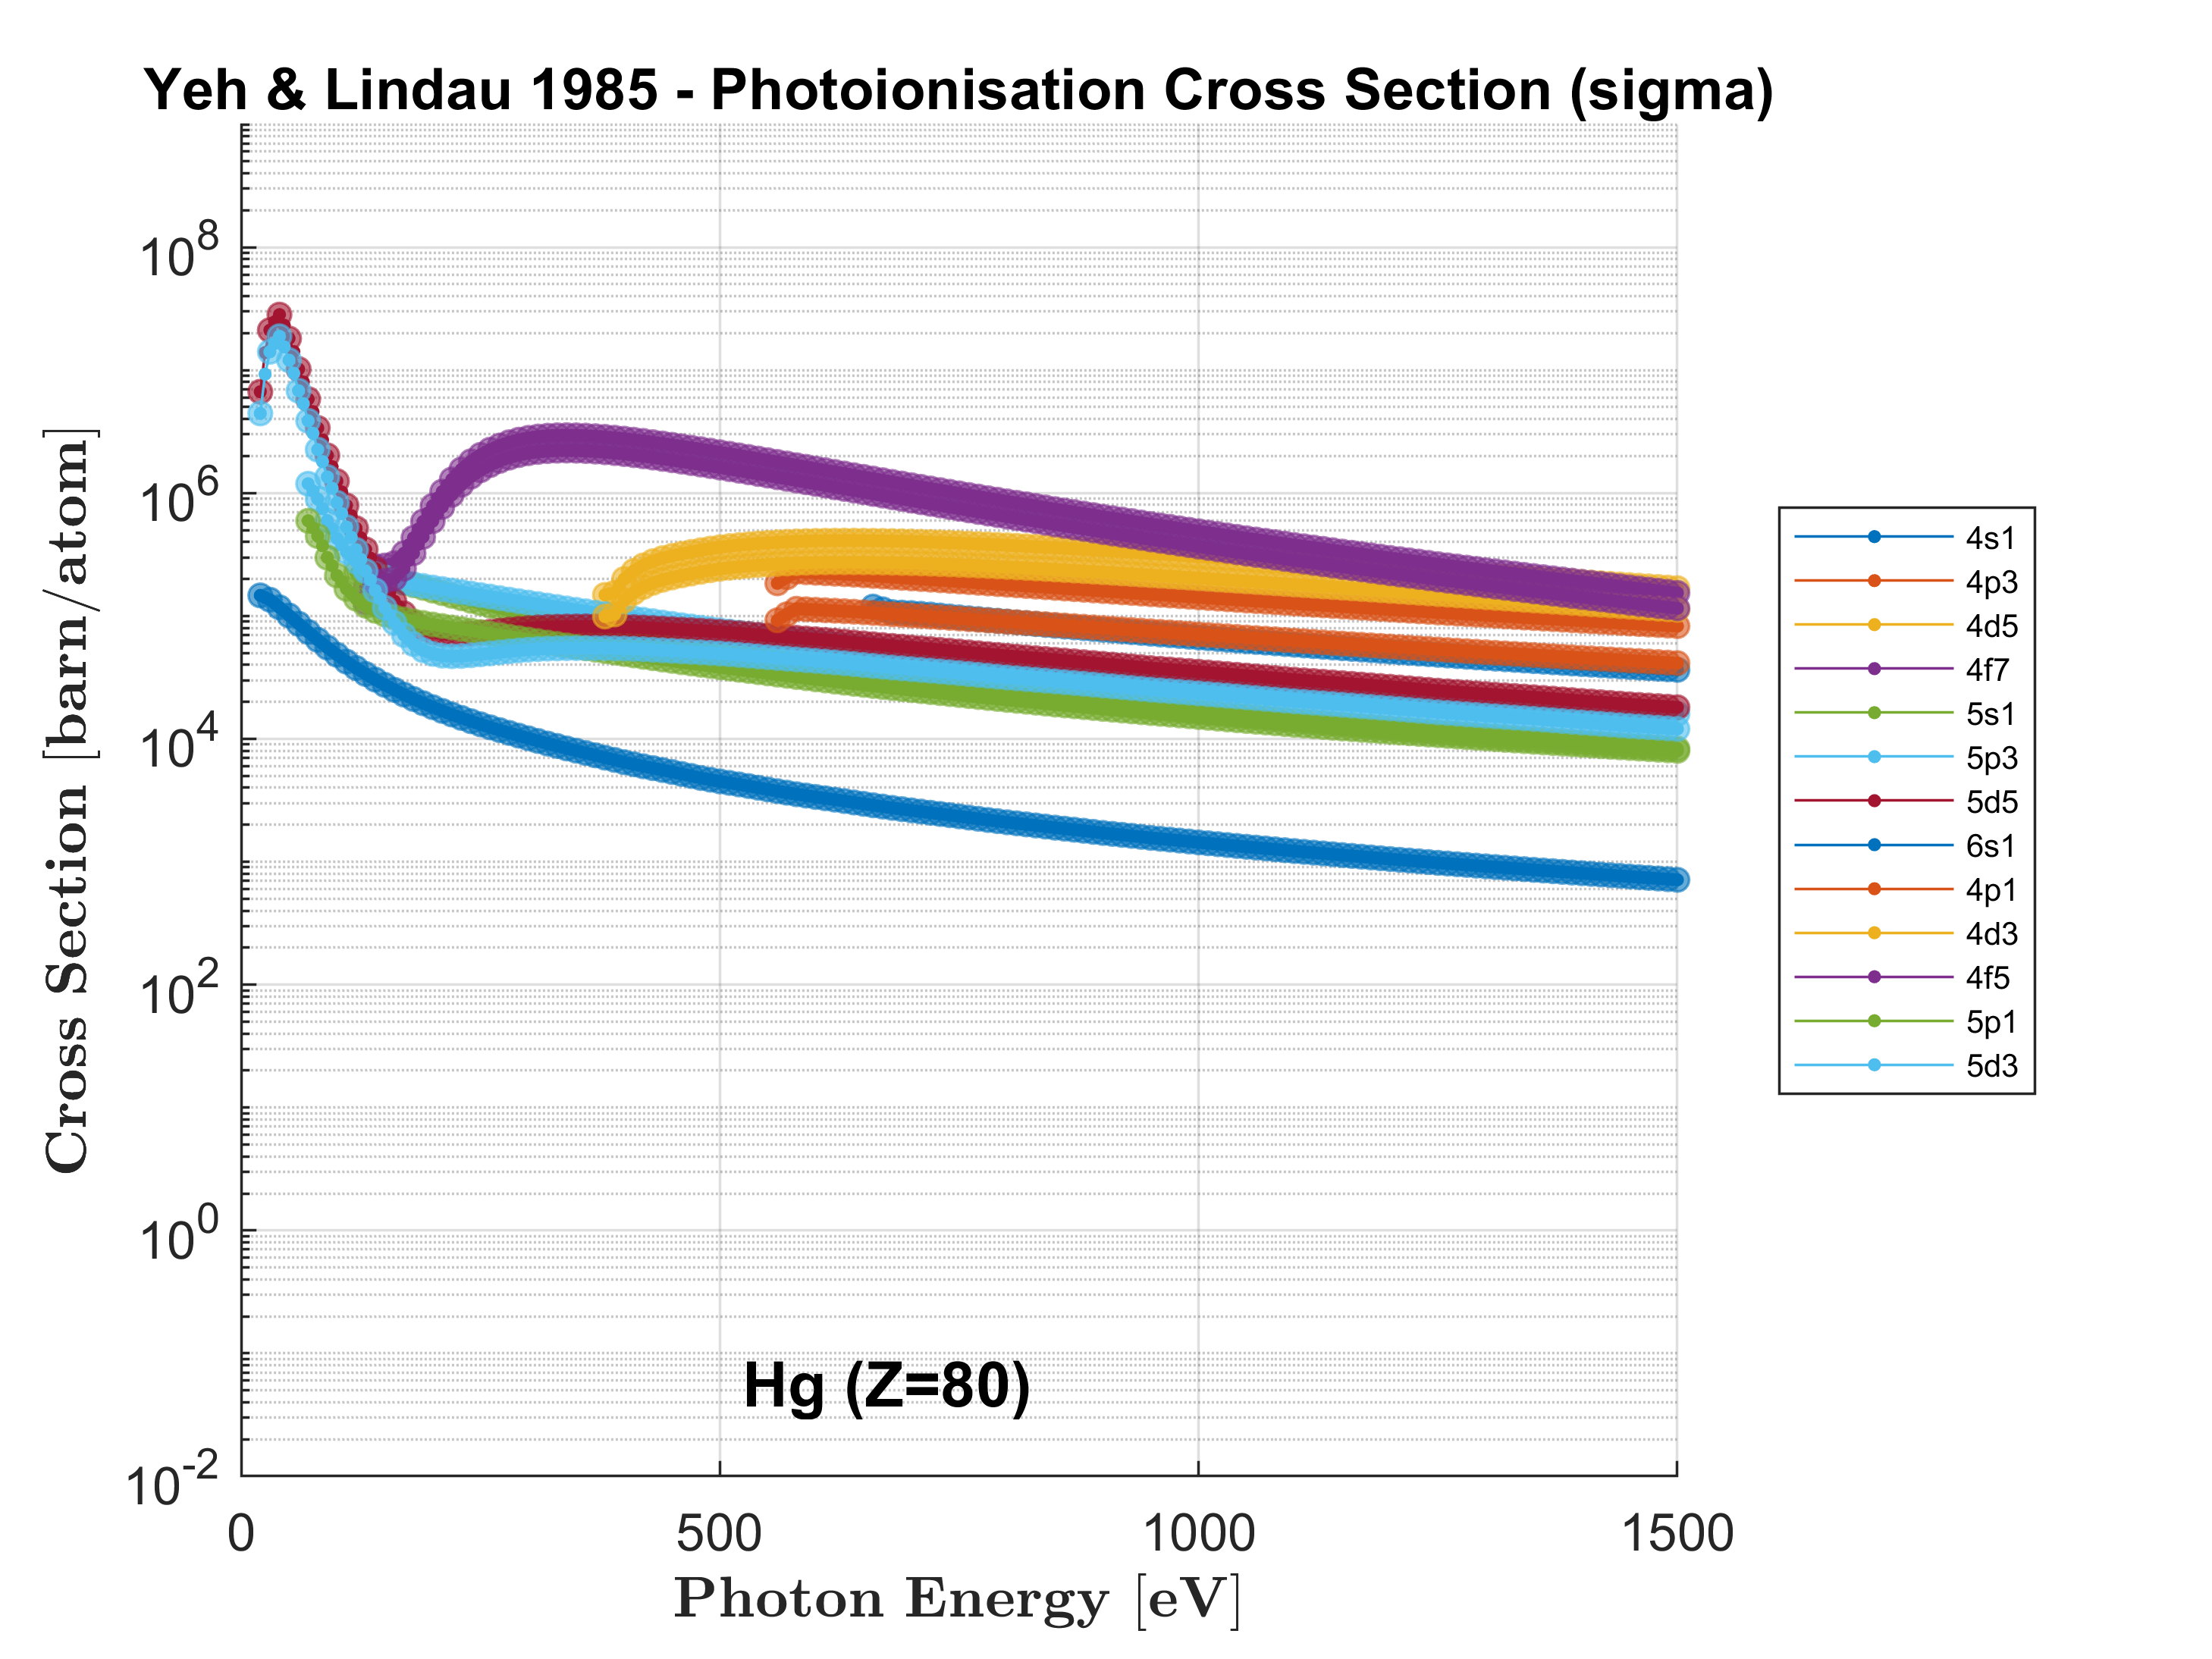 Yeh & Lindau 1985 - Photoionisation Cross Section (sigma)
Cross Section [barn/atom]
10^8
10^6
10^4
10^2
10^0
10^-2
0 500 1000 1500
Photon Energy [eV]
Hg (Z=80)
4s1
4p3
4d5
4f7
5s1
5p3
5d5
6s1
4p1
4d3
4f5
5p1
5d3